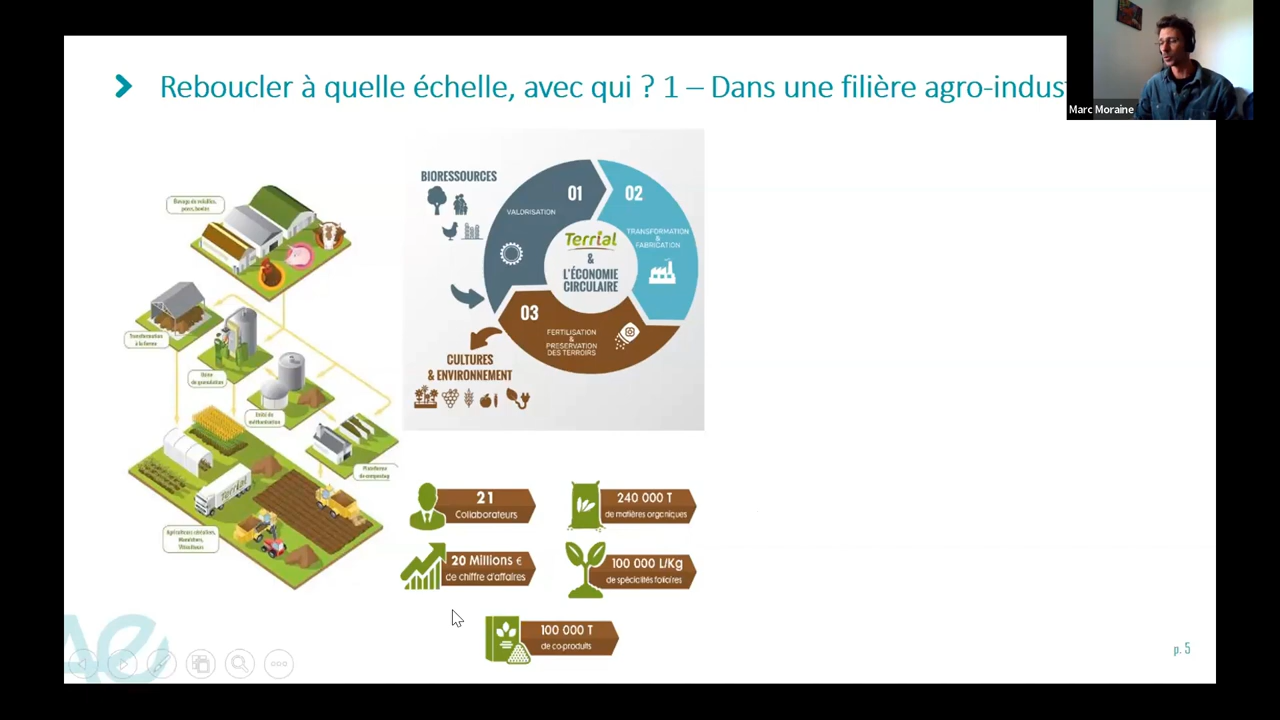 Reboucler à quelle échelle, avec qui ? 1 – Dans une filière agro-indust
Marc Moraine
Élevage de volailles,
porcs, bovins
Transformation
à la ferme
Usine
de granulation
Unité de
méthanisation
Plateforme
de compostag
Terrial
Agriculteurs céréaliers,
Maraîchers,
Viticulteurs
BIORESSOURCES
01
VALORISATION
02
TRANSFORMATION
&
FABRICATION
Terrial
&
L'ÉCONOMIE
CIRCULAIRE
03
FERTILISATION
&
PRÉSERVATION
DES TERROIRS
CULTURES
& ENVIRONNEMENT
21
Collaborateurs
240 000 T
de matières organiques
20 Millions €
de chiffre d'affaires
100 000 L/Kg
de spécialités foliaires
100 000 T
de co-produits
p. 5